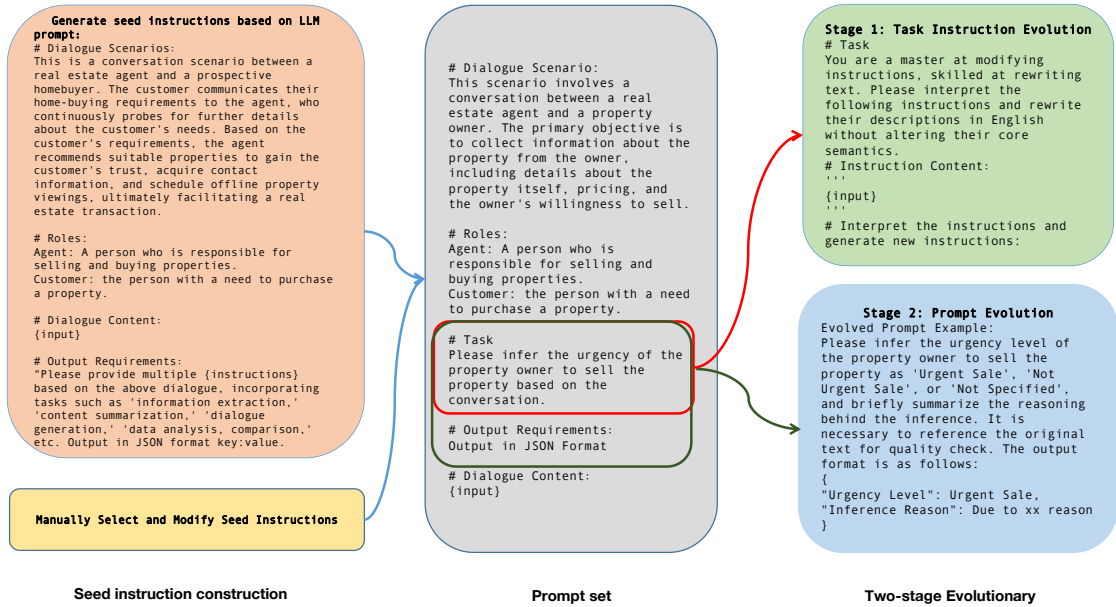 Generate seed instructions based on LLM
prompt:
# Dialogue Scenarios:
This is a conversation scenario between a
real estate agent and a prospective
homebuyer. The customer communicates their
home-buying requirements to the agent, who
continuously probes for further details
about the customer's needs. Based on the
customer's requirements, the agent
recommends suitable properties to gain the
customer's trust, acquire contact
information, and schedule offline property
viewings, ultimately facilitating a real
estate transaction.
# Roles:
Agent: A person who is responsible for
selling and buying properties.
Customer: the person with a need to purchase
a property.
# Dialogue Content:
{input}
# Output Requirements:
"Please provide multiple {instructions}
based on the above dialogue, incorporating
tasks such as 'information extraction,'
'content summarization,' 'dialogue
generation,' 'data analysis, comparison,'
etc. Output in JSON format key:value.
Manually Select and Modify Seed Instructions
Seed instruction construction
# Dialogue Scenario:
This scenario involves a
conversation between a real
estate agent and a property
owner. The primary objective is
to collect information about the
property from the owner,
including details about the
property itself, pricing, and
the owner's willingness to sell.
# Roles:
Agent: A person who is
responsible for selling and
buying properties.
Customer: the person with a need
to purchase a property.
# Task
Please infer the urgency of the
property owner to sell the
property based on the
conversation.
# Output Requirements:
Output in JSON Format
# Dialogue Content:
{input}
Prompt set
Stage 1: Task Instruction Evolution
# Task
You are a master at modifying
instructions, skilled at rewriting
text. Please interpret the
following instructions and rewrite
their descriptions in English
without altering their core
semantics.
# Instruction Content:
'''
{input}
'''
# Interpret the instructions and
generate new instructions:
Stage 2: Prompt Evolution
Evolved Prompt Example:
Please infer the urgency level of
the property owner to sell the
property as 'Urgent Sale', 'Not
Urgent Sale', or 'Not Specified',
and briefly summarize the reasoning
behind the inference. It is
necessary to reference the original
text for quality check. The output
format is as follows:
{
"Urgency Level": Urgent Sale,
"Inference Reason": Due to xx reason
}
Two-stage Evolutionary